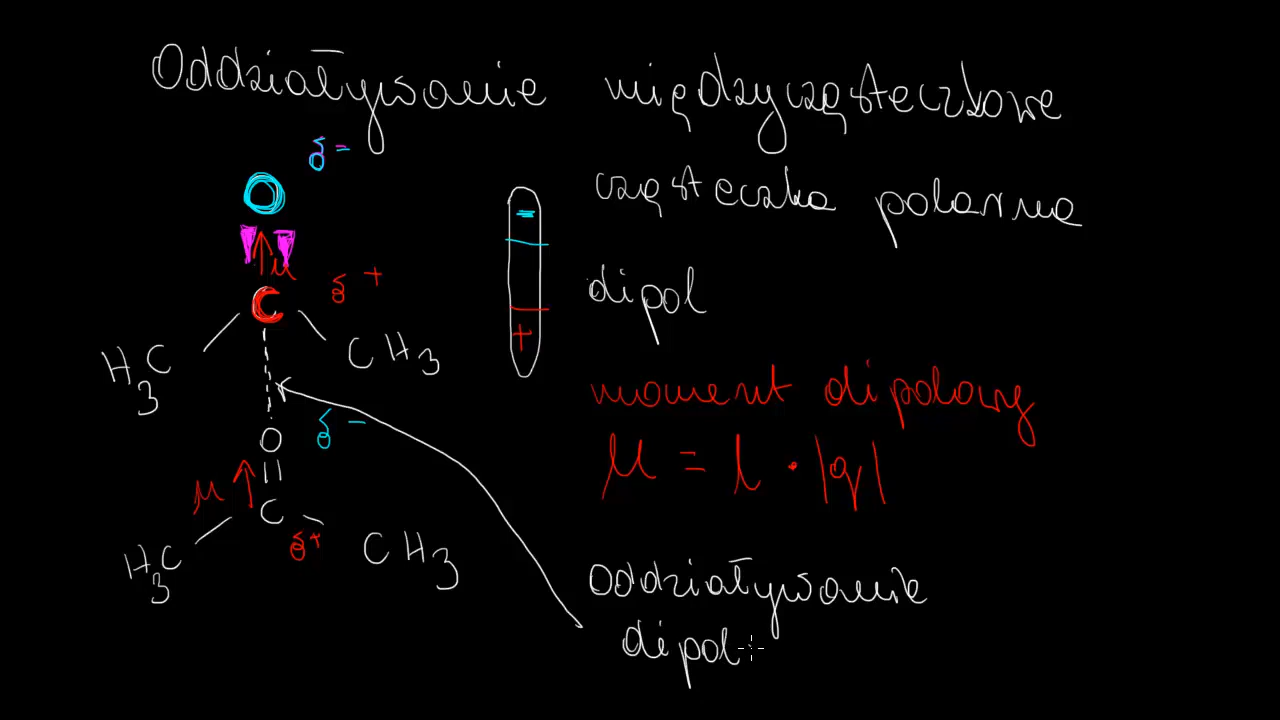 Oddziaływanie międzycząsteczkowe
δ-
O
cząsteczka polarna
-
μ
δ+
C
dipol
+
H3C
CH3
moment dipolowy
δ-
O
μ = l · |q|
μ
C
δ+
H3C
CH3
Oddziaływanie
dipol